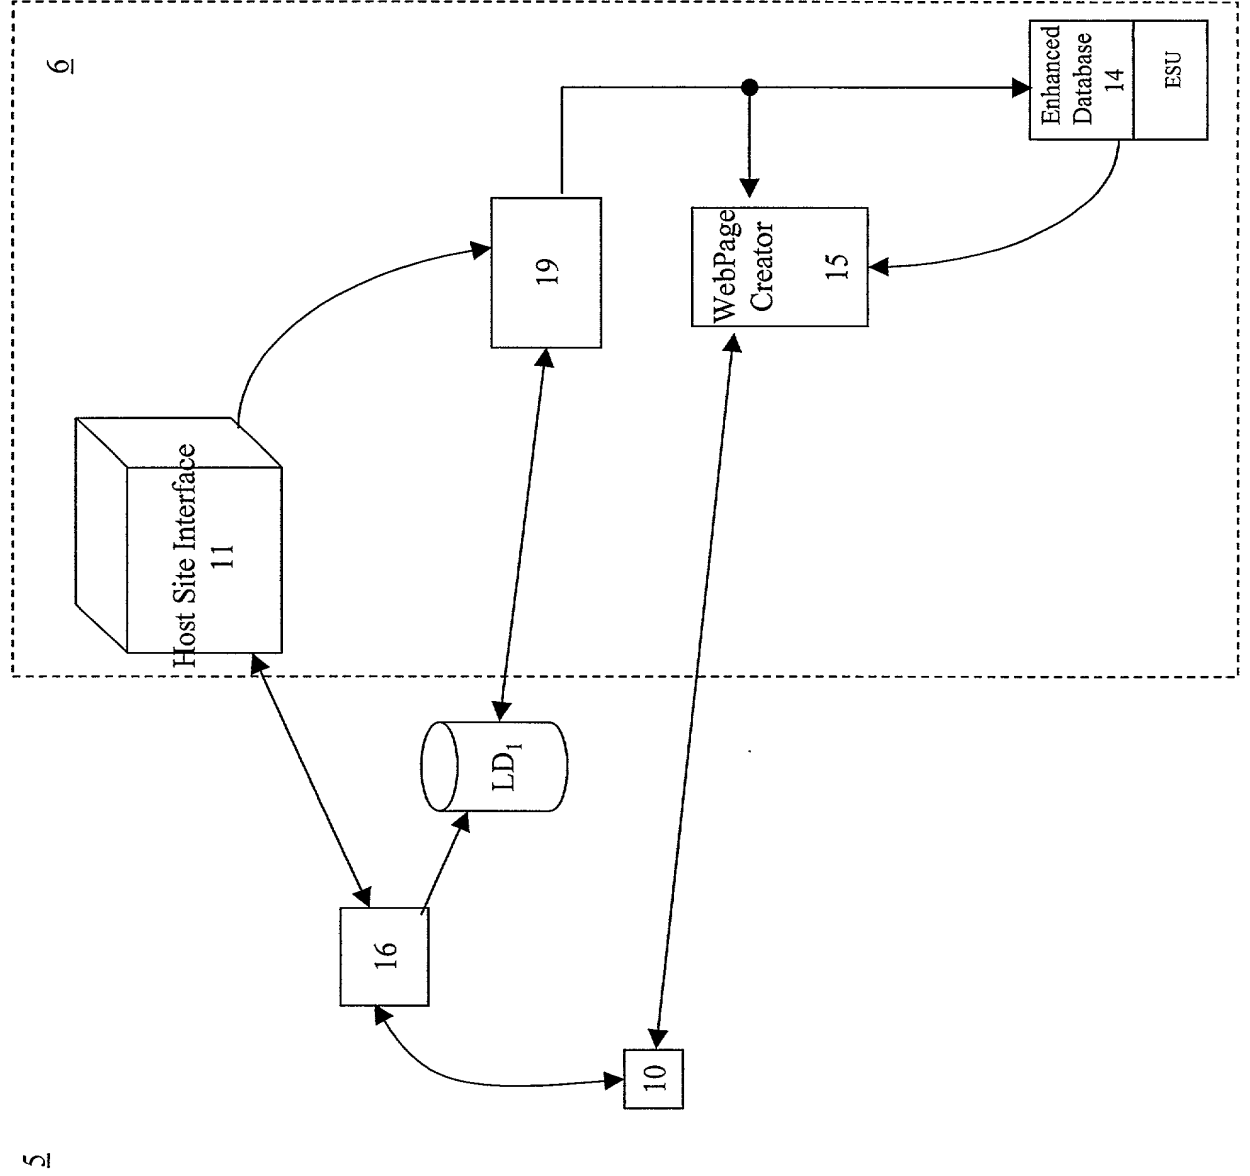 5
6
Host Site Interface
11
16
LD₁
19
10
WebPage
Creator
15
Enhanced
Database
14
ESU